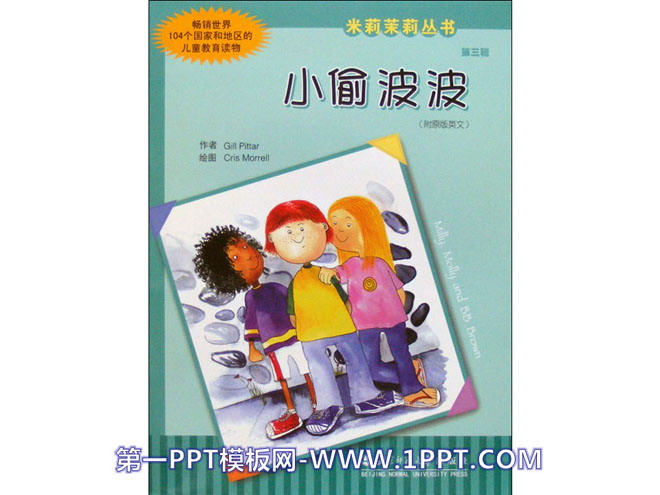 畅销世界
104个国家和地区的
儿童教育读物
米莉茉莉丛书
第三辑
小偷波波
(附原版英文)
作者 Gill Pittar
绘图 Cris Morrell
Milly, Molly and BB Brown
第一PPT模板网-WWW.1PPT.COM
BEIJING NORMAL UNIVERSITY PRESS